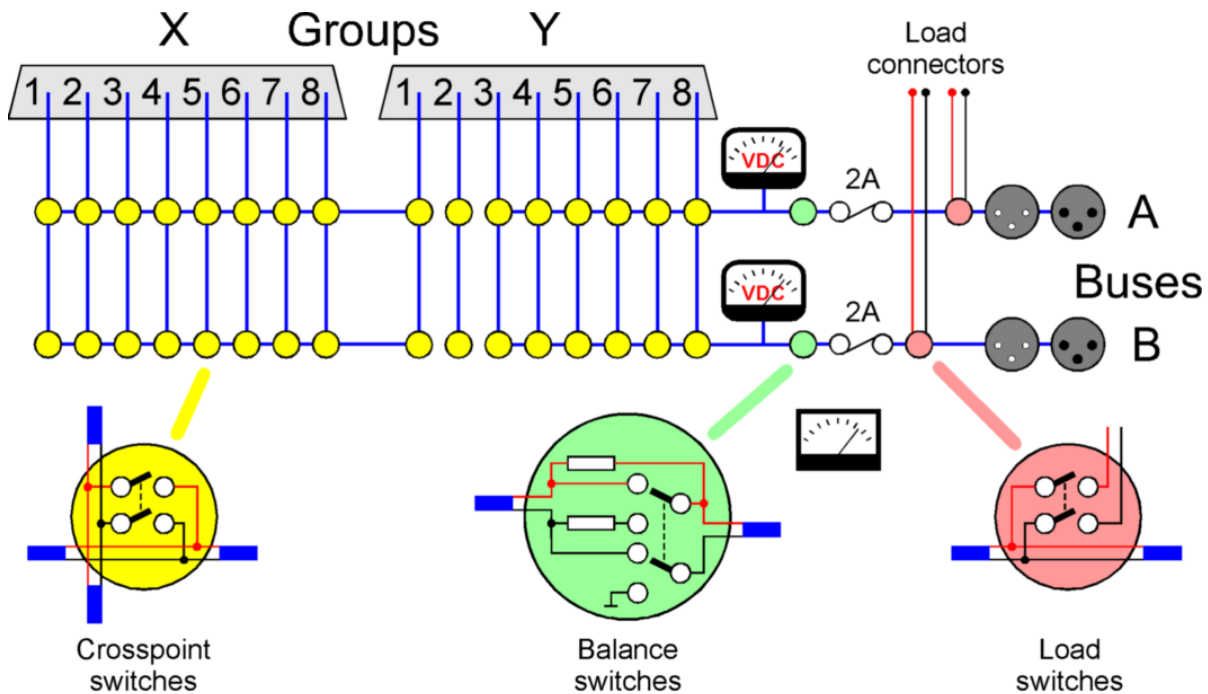 X Groups Y
Load
connectors
1 2 3 4 5 6 7 8
1 2 3 4 5 6 7 8
VDC
2A
A
Buses
VDC
2A
B
Crosspoint
switches
Balance
switches
Load
switches